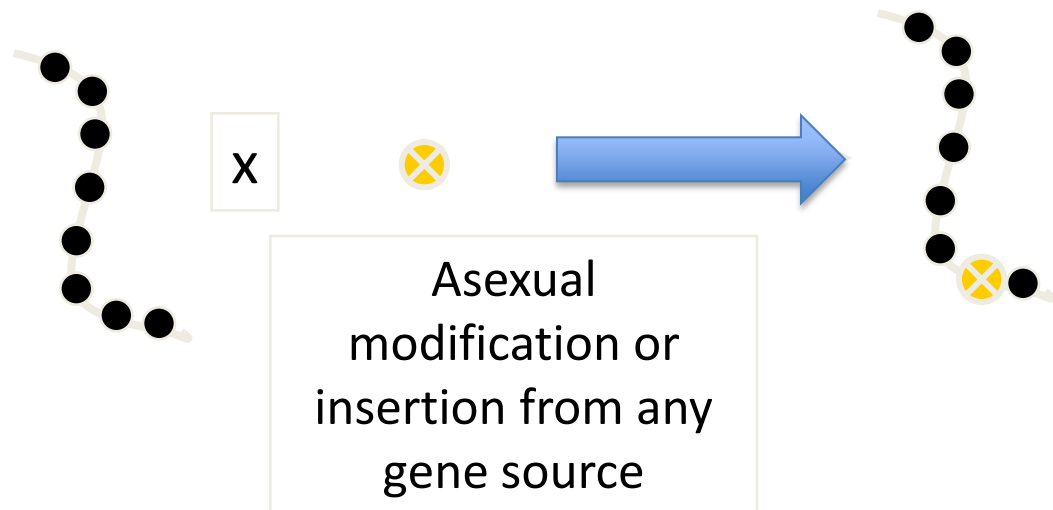 x
Asexual
modification or
insertion from any
gene source